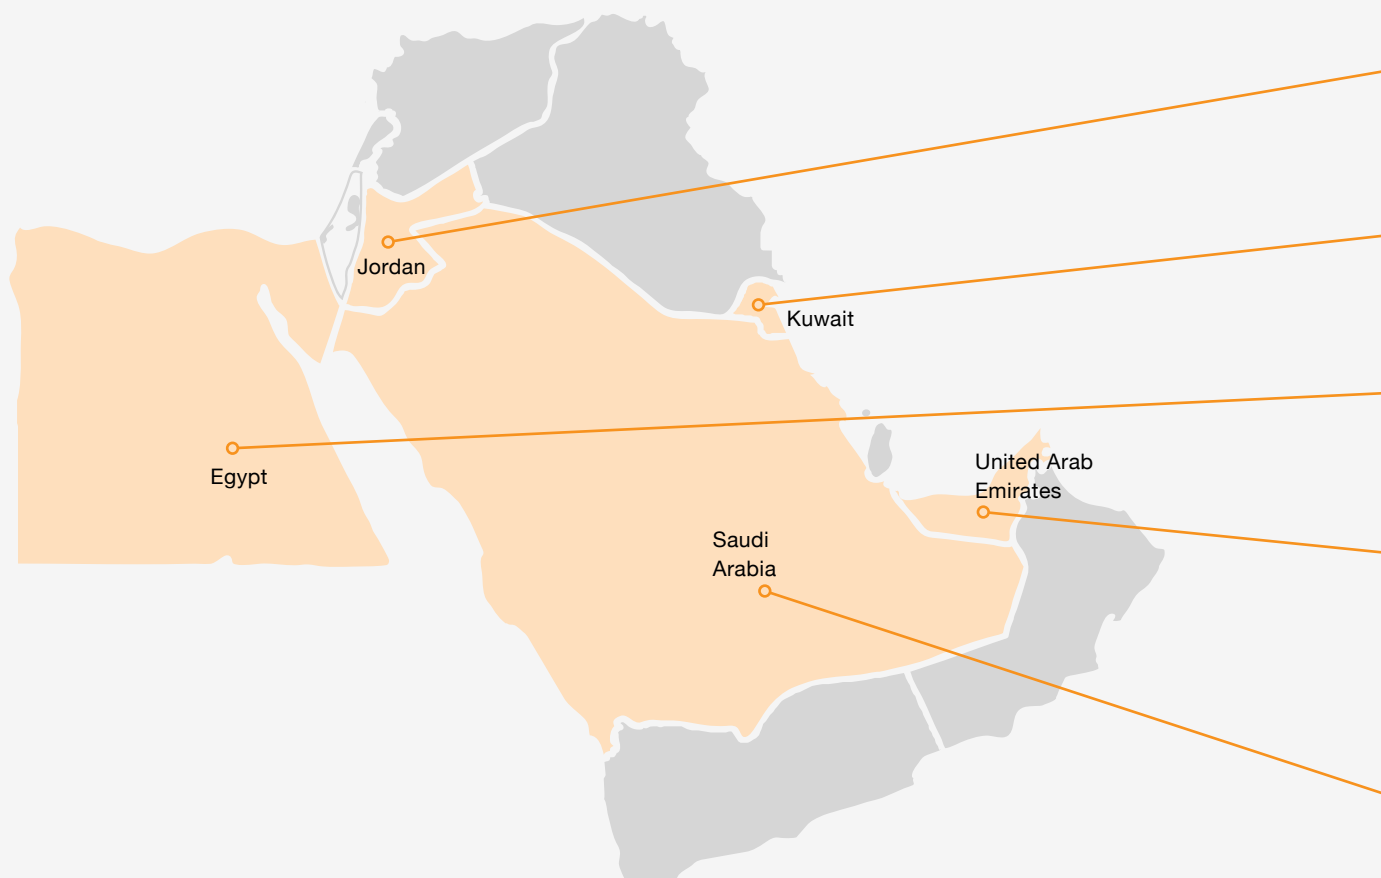 Jordan
Kuwait
Egypt
United Arab
Emirates
Saudi
Arabia